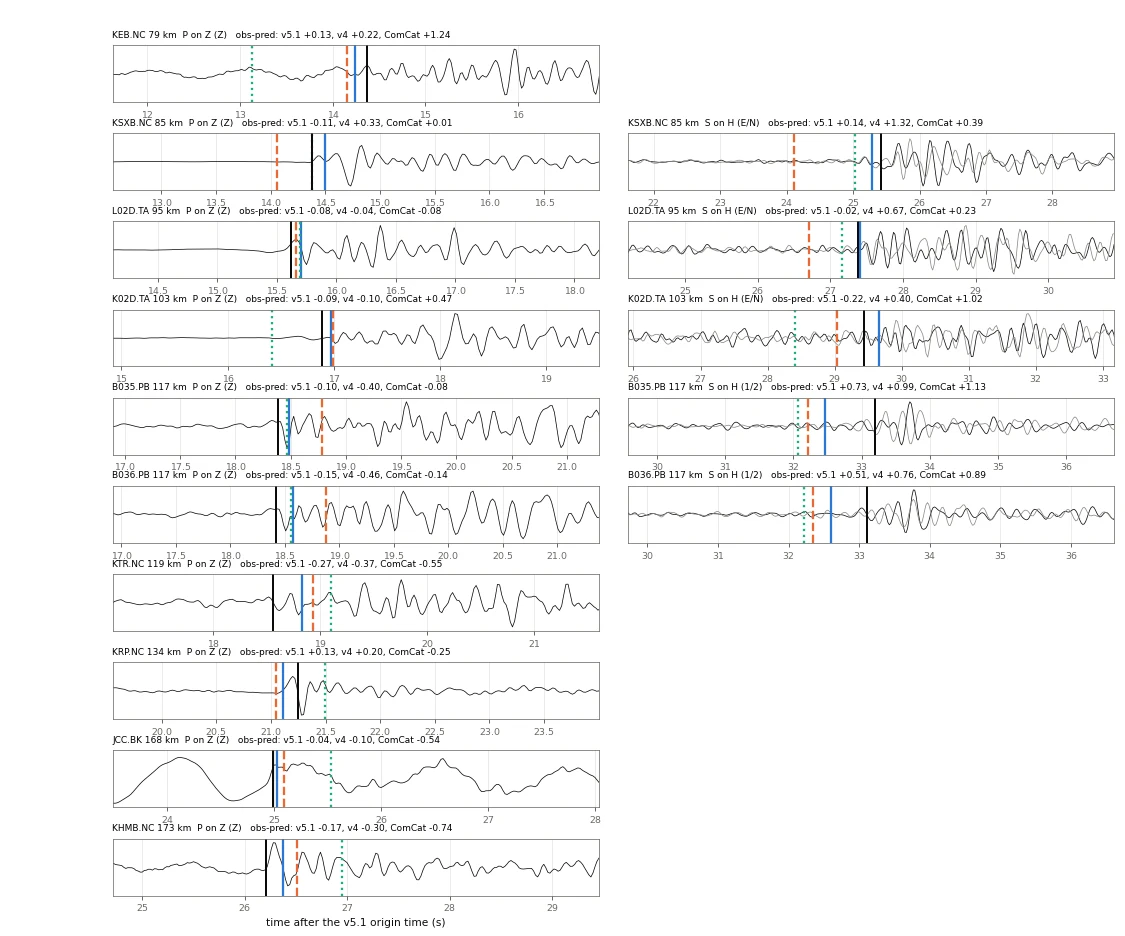 KEB.NC 79 km P on Z (Z) obs-pred: v5.1 +0.13, v4 +0.22, ComCat +1.24
12 13 14 15 16
KSXB.NC 85 km P on Z (Z) obs-pred: v5.1 -0.11, v4 +0.33, ComCat +0.01
13.0 13.5 14.0 14.5 15.0 15.5 16.0 16.5
KSXB.NC 85 km S on H (E/N) obs-pred: v5.1 +0.14, v4 +1.32, ComCat +0.39
22 23 24 25 26 27 28
L02D.TA 95 km P on Z (Z) obs-pred: v5.1 -0.08, v4 -0.04, ComCat -0.08
14.5 15.0 15.5 16.0 16.5 17.0 17.5 18.0
L02D.TA 95 km S on H (E/N) obs-pred: v5.1 -0.02, v4 +0.67, ComCat +0.23
25 26 27 28 29 30
K02D.TA 103 km P on Z (Z) obs-pred: v5.1 -0.09, v4 -0.10, ComCat +0.47
15 16 17 18 19
K02D.TA 103 km S on H (E/N) obs-pred: v5.1 -0.22, v4 +0.40, ComCat +1.02
26 27 28 29 30 31 32 33
B035.PB 117 km P on Z (Z) obs-pred: v5.1 -0.10, v4 -0.40, ComCat -0.08
17.0 17.5 18.0 18.5 19.0 19.5 20.0 20.5 21.0
B035.PB 117 km S on H (1/2) obs-pred: v5.1 +0.73, v4 +0.99, ComCat +1.13
30 31 32 33 34 35 36
B036.PB 117 km P on Z (Z) obs-pred: v5.1 -0.15, v4 -0.46, ComCat -0.14
17.0 17.5 18.0 18.5 19.0 19.5 20.0 20.5 21.0
B036.PB 117 km S on H (1/2) obs-pred: v5.1 +0.51, v4 +0.76, ComCat +0.89
30 31 32 33 34 35 36
KTR.NC 119 km P on Z (Z) obs-pred: v5.1 -0.27, v4 -0.37, ComCat -0.55
18 19 20 21
KRP.NC 134 km P on Z (Z) obs-pred: v5.1 +0.13, v4 +0.20, ComCat -0.25
20.0 20.5 21.0 21.5 22.0 22.5 23.0 23.5
JCC.BK 168 km P on Z (Z) obs-pred: v5.1 -0.04, v4 -0.10, ComCat -0.54
24 25 26 27 28
KHMB.NC 173 km P on Z (Z) obs-pred: v5.1 -0.17, v4 -0.30, ComCat -0.74
25 26 27 28 29
time after the v5.1 origin time (s)